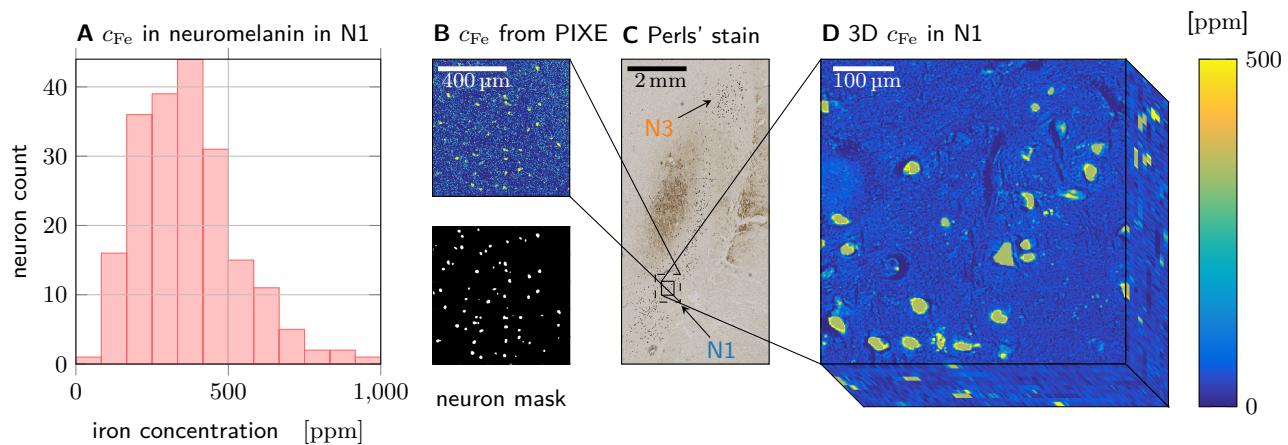 A c_Fe in neuromelanin in N1
40
30
20
10
0
0 500 1,000
neuron count
iron concentration [ppm]
B c_Fe from PIXE
400 µm
neuron mask
C Perls' stain
2 mm
N3
N1
D 3D c_Fe in N1
100 µm
[ppm]
500
0